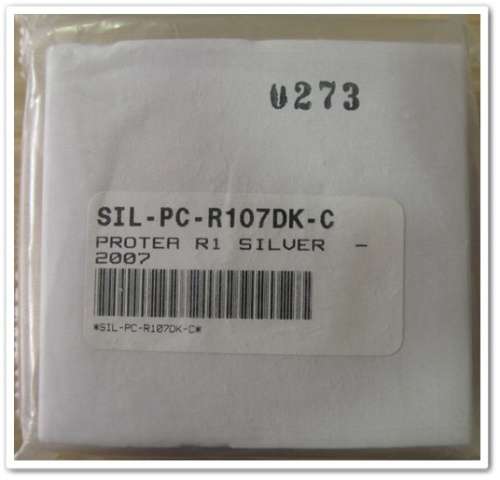 0273
SIL-PC-R107DK-C
PROTEA R1 SILVER -
2007
*SIL-PC-R107DK-C*